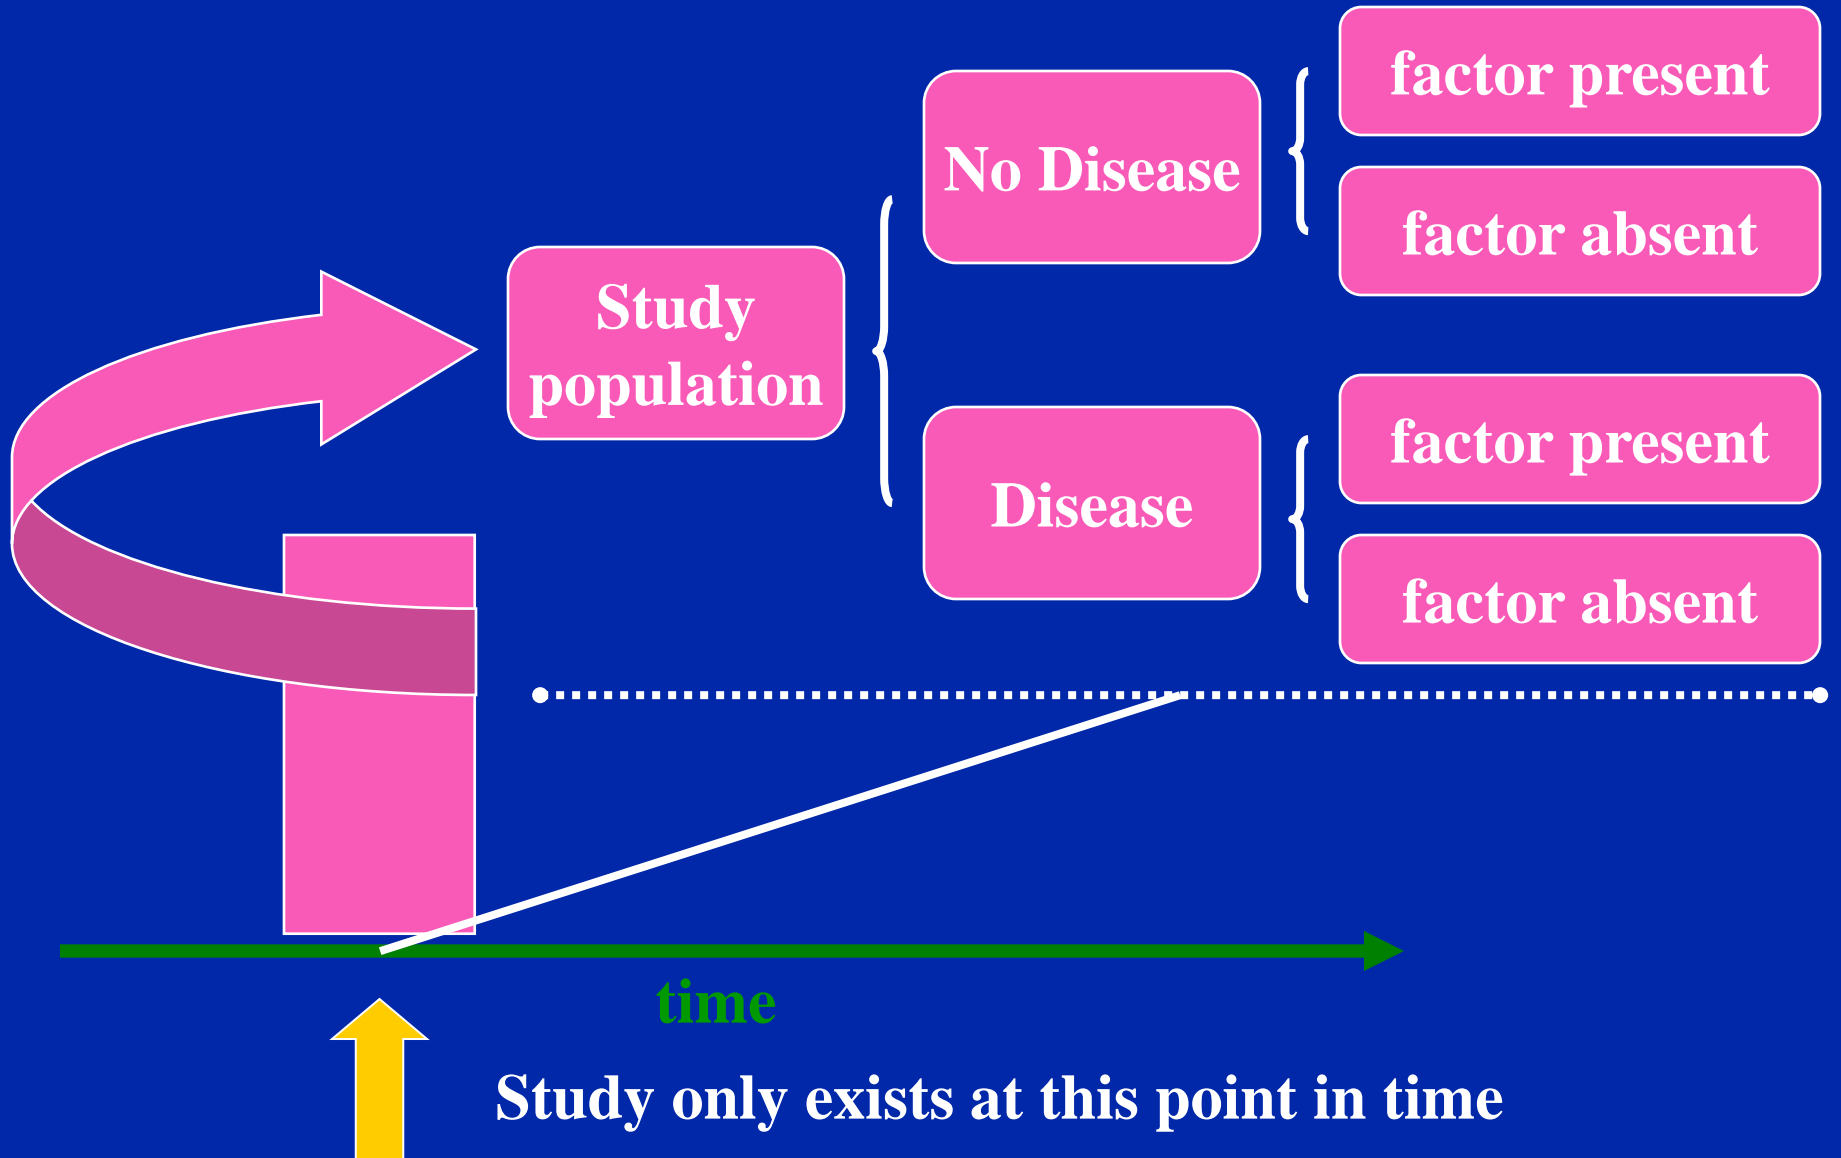 factor present
No Disease
factor absent
Study
population
factor present
Disease
factor absent
time
Study only exists at this point in time